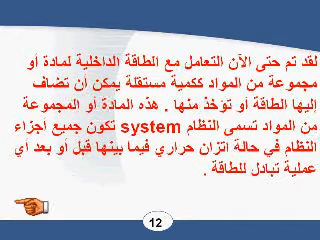 لقد تم حتى الآن التعامل مع الطاقة الداخلية لمادة أو
مجموعة من المواد ككمية مستقلة يمكن أن تضاف
إليها الطاقة أو تؤخذ منها . هذه المادة أو المجموعة
من المواد تسمى النظام system تكون جميع اجزاء
النظام في حالة اتزان حراري فيما بينها قبل أو بعد أي
عملية تبادل للطاقة .
12